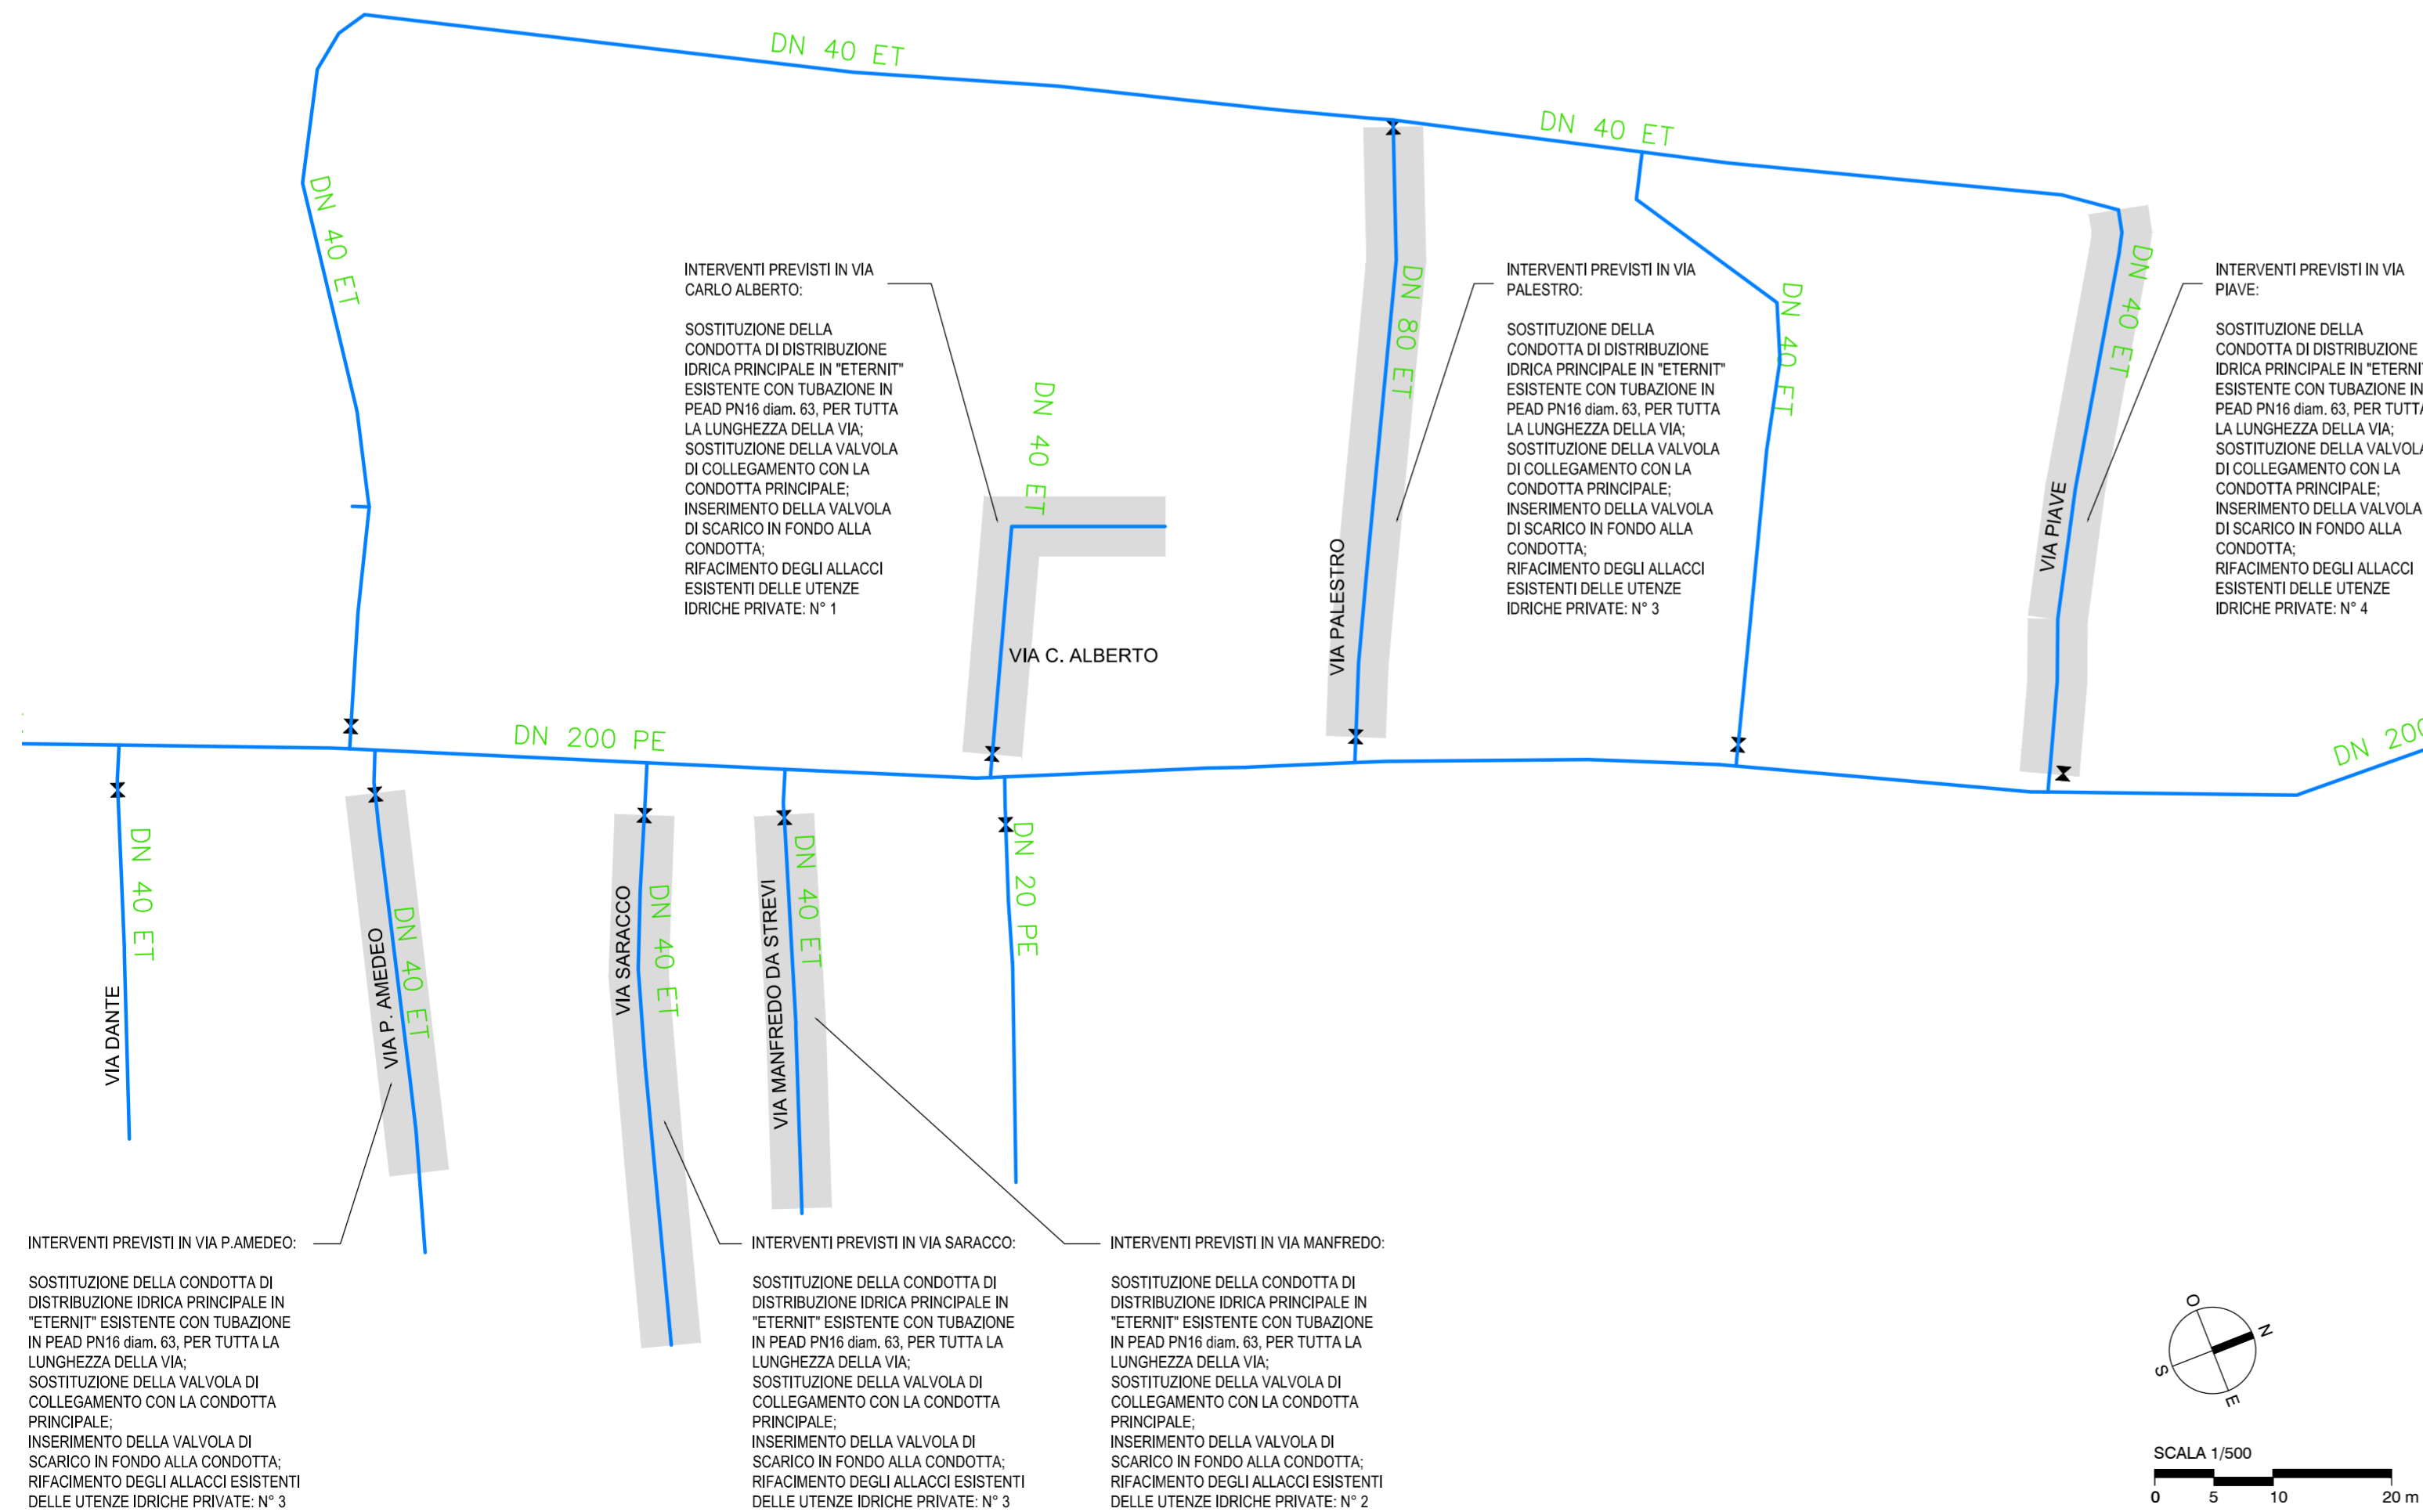 DN 40 ET
DN 40 ET
DN 40 ET
INTERVENTI PREVISTI IN VIA
CARLO ALBERTO:
SOSTITUZIONE DELLA
CONDOTTA DI DISTRIBUZIONE
IDRICA PRINCIPALE IN "ETERNIT"
ESISTENTE CON TUBAZIONE IN
PEAD PN16 diam. 63, PER TUTTA
LA LUNGHEZZA DELLA VIA;
SOSTITUZIONE DELLA VALVOLA
DI COLLEGAMENTO CON LA
CONDOTTA PRINCIPALE;
INSERIMENTO DELLA VALVOLA
DI SCARICO IN FONDO ALLA
CONDOTTA;
RIFACIMENTO DEGLI ALLACCI
ESISTENTI DELLE UTENZE
IDRICHE PRIVATE: N° 1
DN 40 ET
VIA C. ALBERTO
DN 80 ET
VIA PALESTRO
INTERVENTI PREVISTI IN VIA
PALESTRO:
SOSTITUZIONE DELLA
CONDOTTA DI DISTRIBUZIONE
IDRICA PRINCIPALE IN "ETERNIT"
ESISTENTE CON TUBAZIONE IN
PEAD PN16 diam. 63, PER TUTTA
LA LUNGHEZZA DELLA VIA;
SOSTITUZIONE DELLA VALVOLA
DI COLLEGAMENTO CON LA
CONDOTTA PRINCIPALE;
INSERIMENTO DELLA VALVOLA
DI SCARICO IN FONDO ALLA
CONDOTTA;
RIFACIMENTO DEGLI ALLACCI
ESISTENTI DELLE UTENZE
IDRICHE PRIVATE: N° 3
DN 40 ET
DN 40 ET
VIA PIAVE
INTERVENTI PREVISTI IN VIA
PIAVE:
SOSTITUZIONE DELLA
CONDOTTA DI DISTRIBUZIONE
IDRICA PRINCIPALE IN "ETERNI
ESISTENTE CON TUBAZIONE IN
PEAD PN16 diam. 63, PER TUTTA
LA LUNGHEZZA DELLA VIA;
SOSTITUZIONE DELLA VALVOLA
DI COLLEGAMENTO CON LA
CONDOTTA PRINCIPALE;
INSERIMENTO DELLA VALVOLA
DI SCARICO IN FONDO ALLA
CONDOTTA;
RIFACIMENTO DEGLI ALLACCI
ESISTENTI DELLE UTENZE
IDRICHE PRIVATE: N° 4
DN 200 PE
DN 200
DN 40 ET
VIA DANTE
DN 40 ET
VIA P. AMEDEO
DN 40 ET
VIA SARACCO
DN 40 ET
VIA MANFREDO DA STREVI
DN 20 PE
INTERVENTI PREVISTI IN VIA P.AMEDEO:
SOSTITUZIONE DELLA CONDOTTA DI
DISTRIBUZIONE IDRICA PRINCIPALE IN
"ETERNIT" ESISTENTE CON TUBAZIONE
IN PEAD PN16 diam. 63, PER TUTTA LA
LUNGHEZZA DELLA VIA;
SOSTITUZIONE DELLA VALVOLA DI
COLLEGAMENTO CON LA CONDOTTA
PRINCIPALE;
INSERIMENTO DELLA VALVOLA DI
SCARICO IN FONDO ALLA CONDOTTA;
RIFACIMENTO DEGLI ALLACCI ESISTENTI
DELLE UTENZE IDRICHE PRIVATE: N° 3
INTERVENTI PREVISTI IN VIA SARACCO:
SOSTITUZIONE DELLA CONDOTTA DI
DISTRIBUZIONE IDRICA PRINCIPALE IN
"ETERNIT" ESISTENTE CON TUBAZIONE
IN PEAD PN16 diam. 63, PER TUTTA LA
LUNGHEZZA DELLA VIA;
SOSTITUZIONE DELLA VALVOLA DI
COLLEGAMENTO CON LA CONDOTTA
PRINCIPALE;
INSERIMENTO DELLA VALVOLA DI
SCARICO IN FONDO ALLA CONDOTTA;
RIFACIMENTO DEGLI ALLACCI ESISTENTI
DELLE UTENZE IDRICHE PRIVATE: N° 3
INTERVENTI PREVISTI IN VIA MANFREDO:
SOSTITUZIONE DELLA CONDOTTA DI
DISTRIBUZIONE IDRICA PRINCIPALE IN
"ETERNIT" ESISTENTE CON TUBAZIONE
IN PEAD PN16 diam. 63, PER TUTTA LA
LUNGHEZZA DELLA VIA;
SOSTITUZIONE DELLA VALVOLA DI
COLLEGAMENTO CON LA CONDOTTA
PRINCIPALE;
INSERIMENTO DELLA VALVOLA DI
SCARICO IN FONDO ALLA CONDOTTA;
RIFACIMENTO DEGLI ALLACCI ESISTENTI
DELLE UTENZE IDRICHE PRIVATE: N° 2
O
N
S
E
SCALA 1/500
0 5 10 20 m